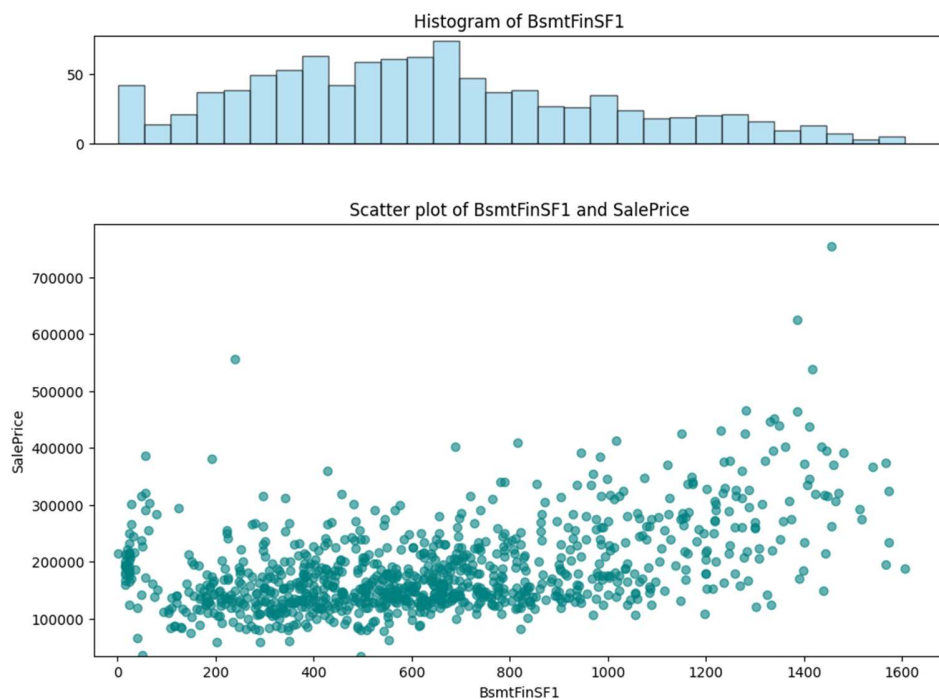 Histogram of BsmtFinSF1
50
0
Scatter plot of BsmtFinSF1 and SalePrice
700000
600000
500000
400000
300000
200000
100000
SalePrice
0 200 400 600 800 1000 1200 1400 1600
BsmtFinSF1